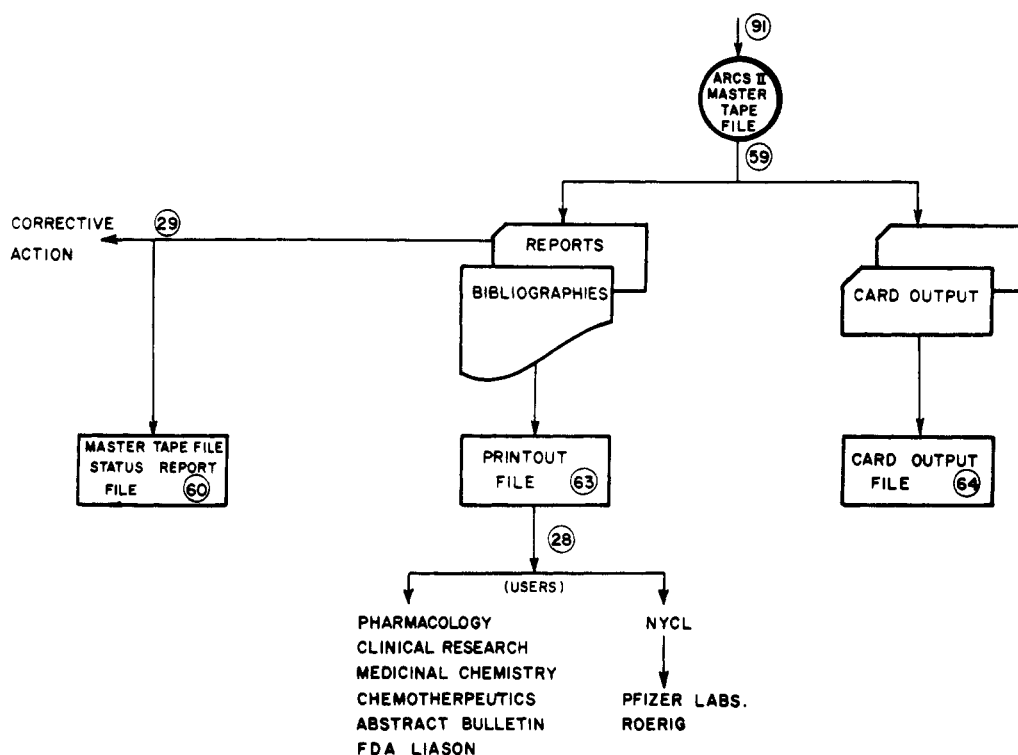 91
ARCS II
MASTER
TAPE
FILE
59
CORRECTIVE
ACTION
29
REPORTS
BIBLIOGRAPHIES
CARD OUTPUT
MASTER TAPE FILE
STATUS REPORT
FILE 60
PRINTOUT
FILE 63
CARD OUTPUT
FILE 64
28
(USERS)
PHARMACOLOGY
CLINICAL RESEARCH
MEDICINAL CHEMISTRY
CHEMOTHERPEUTICS
ABSTRACT BULLETIN
FDA LIASON
NYCL
PFIZER LABS.
ROERIG